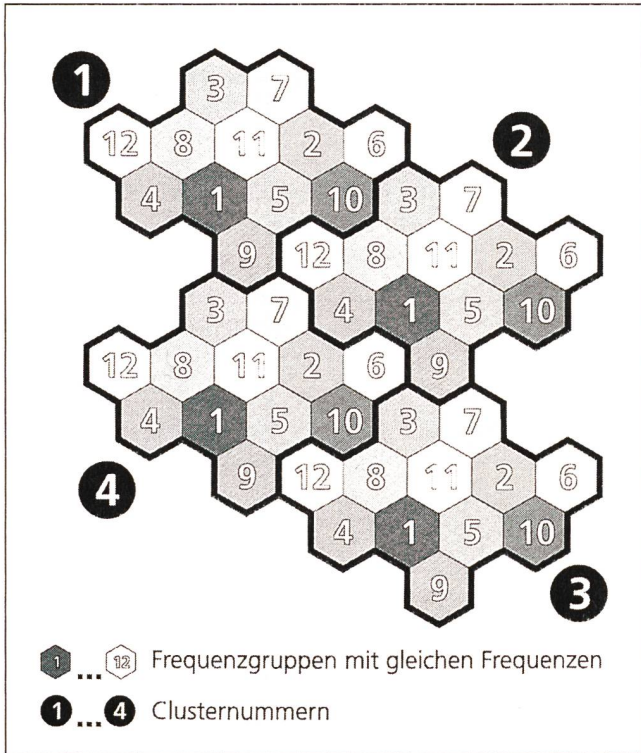 1
3 7
12 8 11 2 6
2
4 1 5 10 3 7
9 12 8 11 2 6
3 7 4 1 5 10
12 8 11 2 6 9
4 1 5 10 3 7
4
9 12 8 11 2 6
4 1 5 10
9
3
1 ... 12 Frequenzgruppen mit gleichen Frequenzen
1 ... 4 Clusternummern